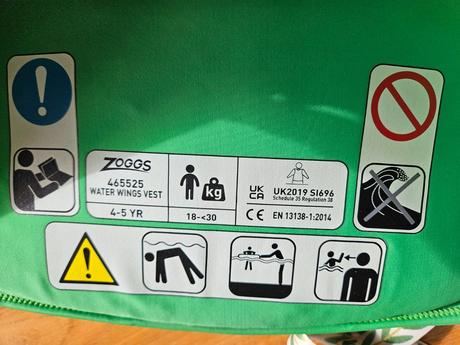 ZOGGS
465525
WATER WINGS VEST
4-5 YR
kg
18-<30
UK
CA
CE
UK2019 SI696
Schedule 35 Regulation 38
EN 13138-1:2014